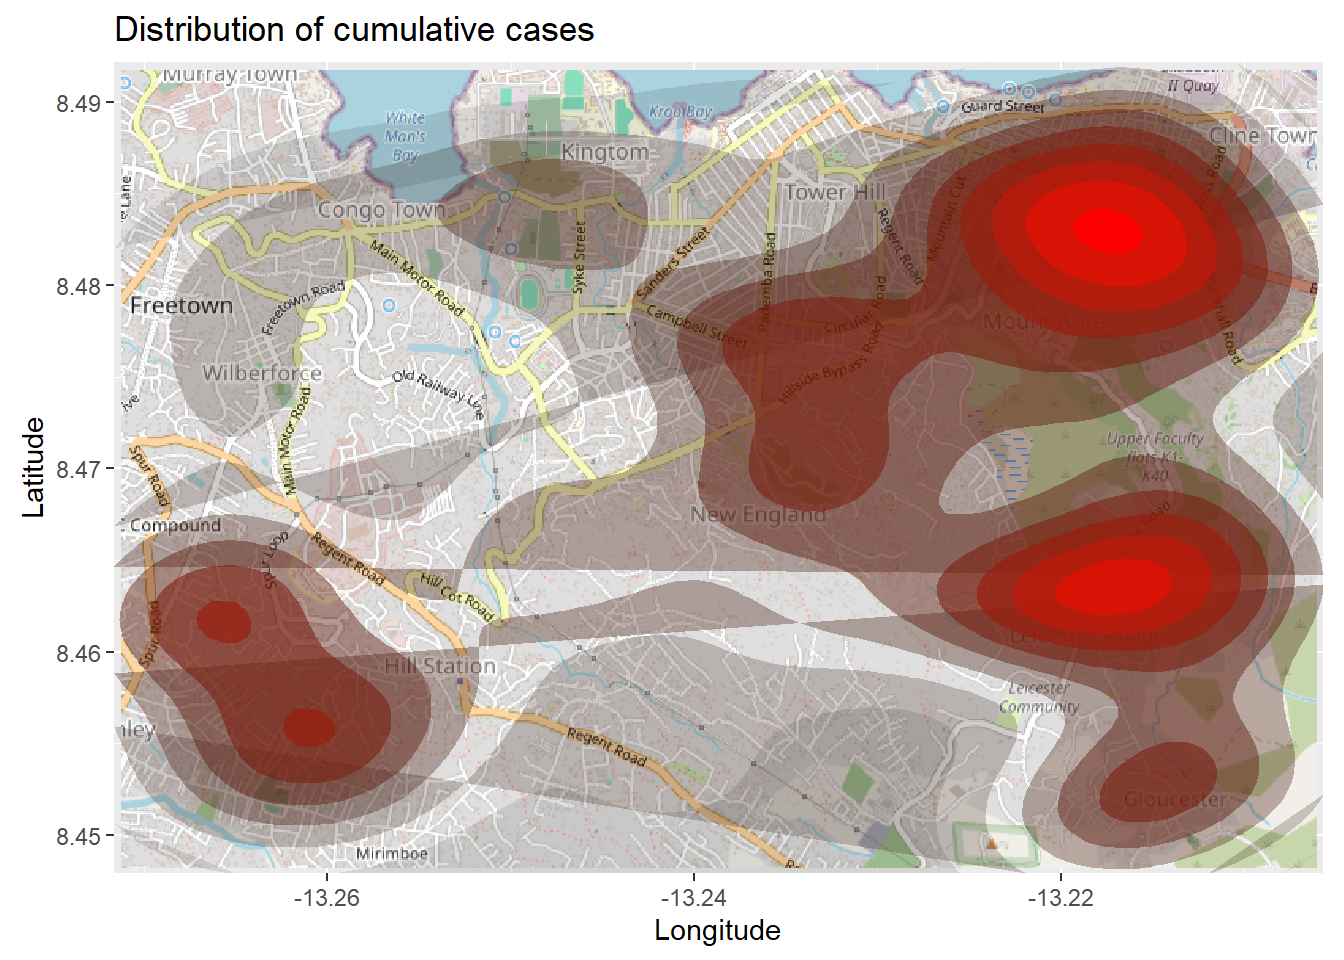 Distribution of cumulative cases
Murray Town
8.49
White
Man's
Bay
Kroo Bay
Guard Street
II Quay
Cline Town
Kingtom
Tower Hill
Congo Town
Mountain Cut
Regent Road
Syke Street
Sanders Street
Pademba Road
Main Motor Road
8.48
Freetown
Freetown Road
Campbell Street
Circular Road
Mount Aureol
Wilberforce
Old Railway Line
Hillside Bypass Road
Main Motor Road
Upper Faculty
flats K1-
K40
8.47
Spur Road
Compound
New England
Road
Spur Loop
Regent Road
Hill Cot Road
Spur Road
Leicester Village
8.46
Hill Station
Leicester
Community
Regent Road
Gloucester
8.45
Mirimboe
-13.26
-13.24
-13.22
Longitude
Latitude